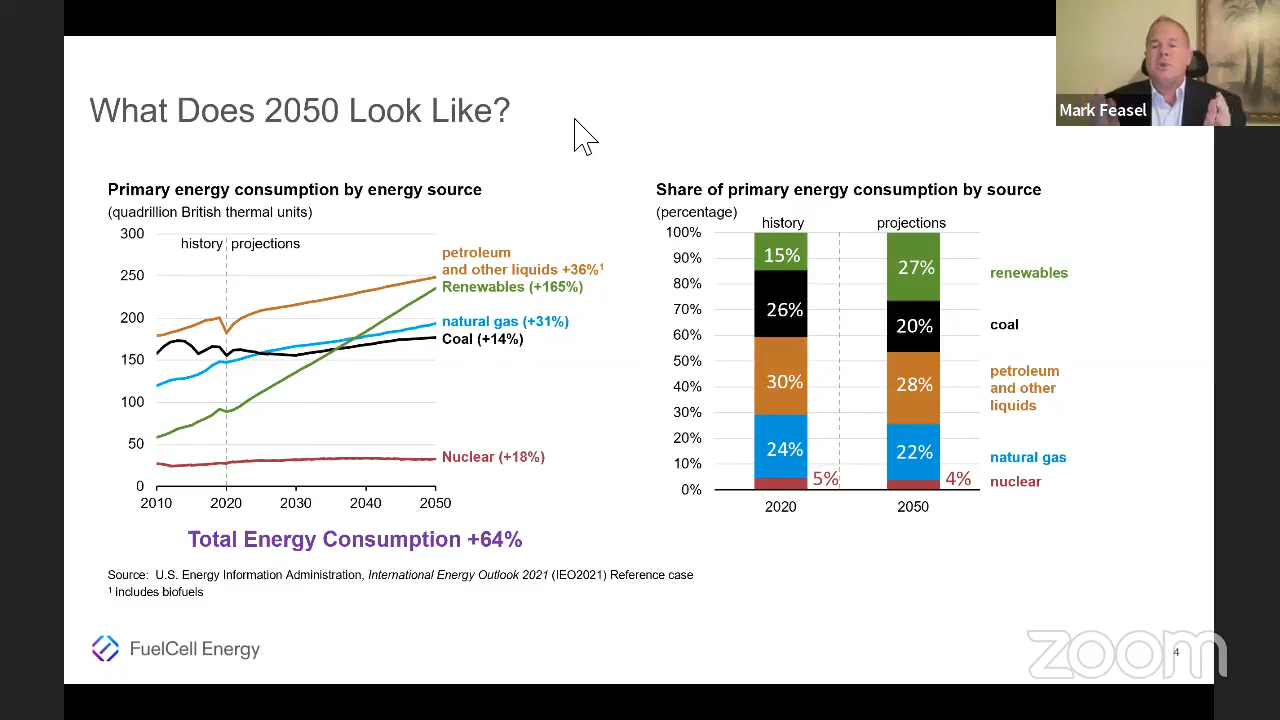 What Does 2050 Look Like?
Mark Feasel
Primary energy consumption by energy source
(quadrillion British thermal units)
300
250
200
150
100
50
0
history
projections
petroleum
and other liquids +36%¹
Renewables (+165%)
natural gas (+31%)
Coal (+14%)
Nuclear (+18%)
2010
2020
2030
2040
2050
Total Energy Consumption +64%
Share of primary energy consumption by source
(percentage)
history
projections
100%
90%
80%
70%
60%
50%
40%
30%
20%
10%
0%
15%
26%
30%
24%
5%
27%
20%
28%
22%
4%
renewables
coal
petroleum
and other
liquids
natural gas
nuclear
2020
2050
Source: U.S. Energy Information Administration, International Energy Outlook 2021 (IEO2021) Reference case
¹ includes biofuels
FuelCell Energy
zoom
4